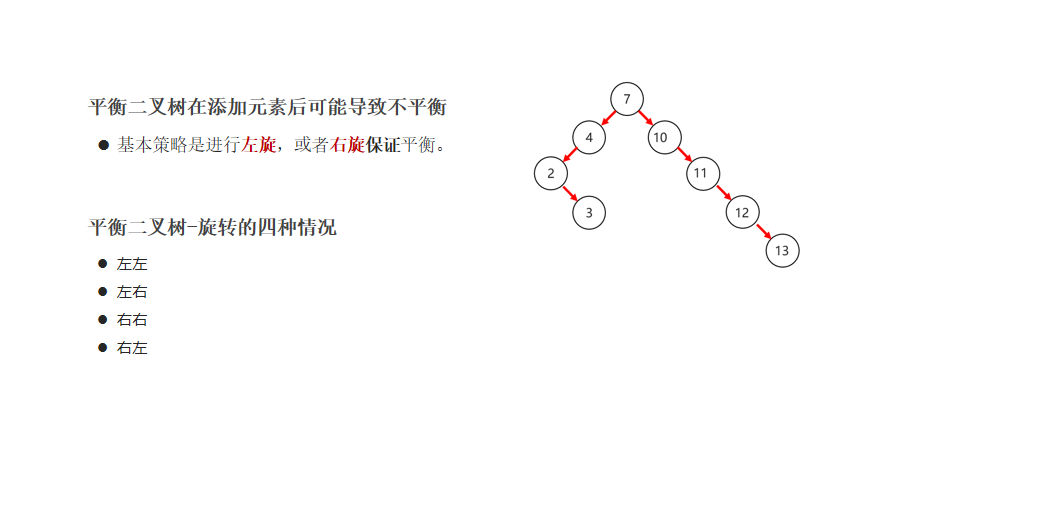 平衡二叉树在添加元素后可能导致不平衡
● 基本策略是进行左旋，或者右旋保证平衡。
平衡二叉树-旋转的四种情况
● 左左
● 左右
● 右右
● 右左
7
4
10
2
11
3
12
13